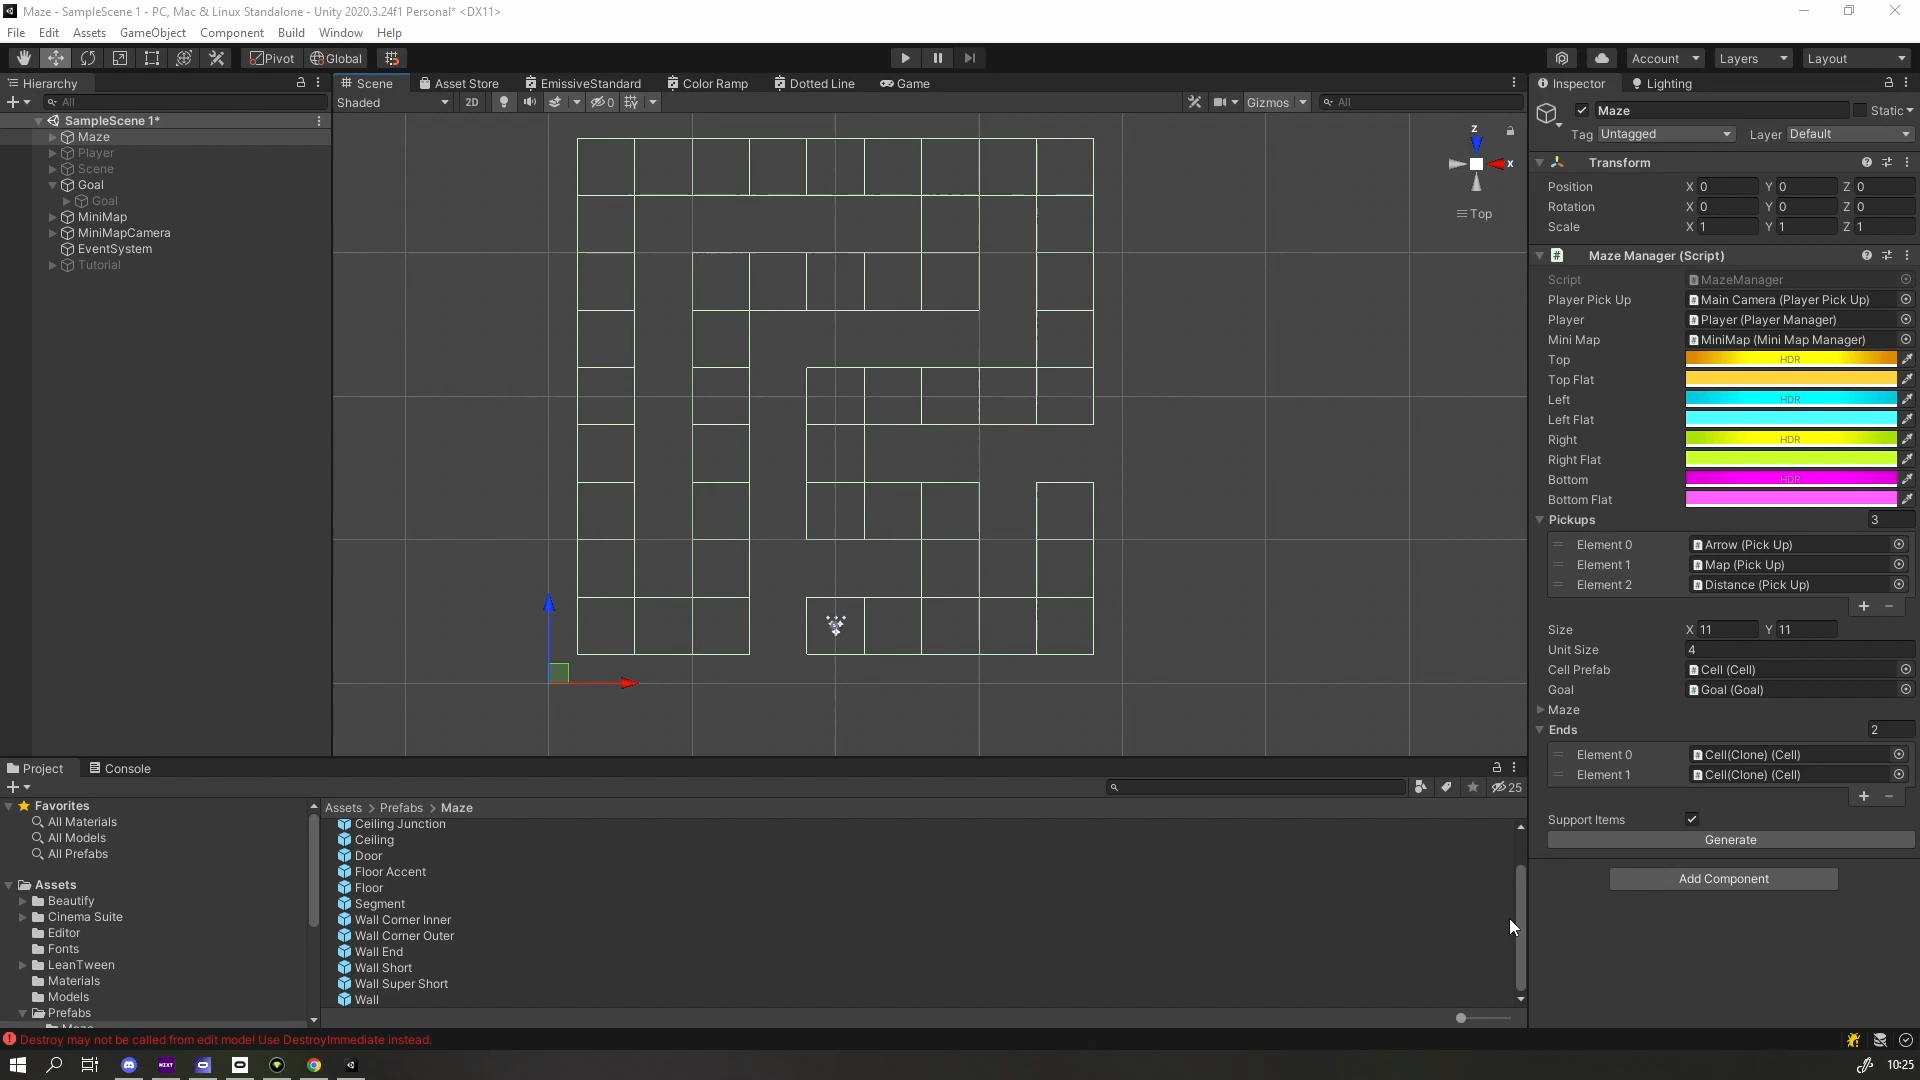 Maze - SampleScene 1 - PC, Mac & Linux Standalone - Unity 2020.3.24f1 Personal* <DX11>
File Edit Assets GameObject Component Build Window Help
Pivot Global Account Layers Layout
Hierarchy
All
SampleScene 1*
Maze
Player
Scene
Goal
Goal
MiniMap
MiniMapCamera
EventSystem
Tutorial
Scene Asset Store EmissiveStandard Color Ramp Dotted Line Game
Shaded 2D 0 Gizmos All
z
x
Top
Project Console
25
Favorites
All Materials
All Models
All Prefabs
Assets
Beautify
Cinema Suite
Editor
Fonts
LeanTween
Materials
Models
Prefabs
Assets > Prefabs > Maze
Ceiling Junction
Ceiling
Door
Floor Accent
Floor
Segment
Wall Corner Inner
Wall Corner Outer
Wall End
Wall Short
Wall Super Short
Wall
Inspector Lighting
Maze Static
Tag Untagged Layer Default
Transform
Position X 0 Y 0 Z 0
Rotation X 0 Y 0 Z 0
Scale X 1 Y 1 Z 1
Maze Manager (Script)
Script MazeManager
Player Pick Up Main Camera (Player Pick Up)
Player Player (Player Manager)
Mini Map MiniMap (Mini Map Manager)
Top HDR
Top Flat
Left HDR
Left Flat
Right HDR
Right Flat
Bottom HDR
Bottom Flat
Pickups 3
Element 0 Arrow (Pick Up)
Element 1 Map (Pick Up)
Element 2 Distance (Pick Up)
Size X 11 Y 11
Unit Size 4
Cell Prefab Cell (Cell)
Goal Goal (Goal)
Maze
Ends 2
Element 0 Cell(Clone) (Cell)
Element 1 Cell(Clone) (Cell)
Support Items
Generate
Add Component
Destroy may not be called from edit mode! Use DestroyImmediate instead.
NZXT
10:25